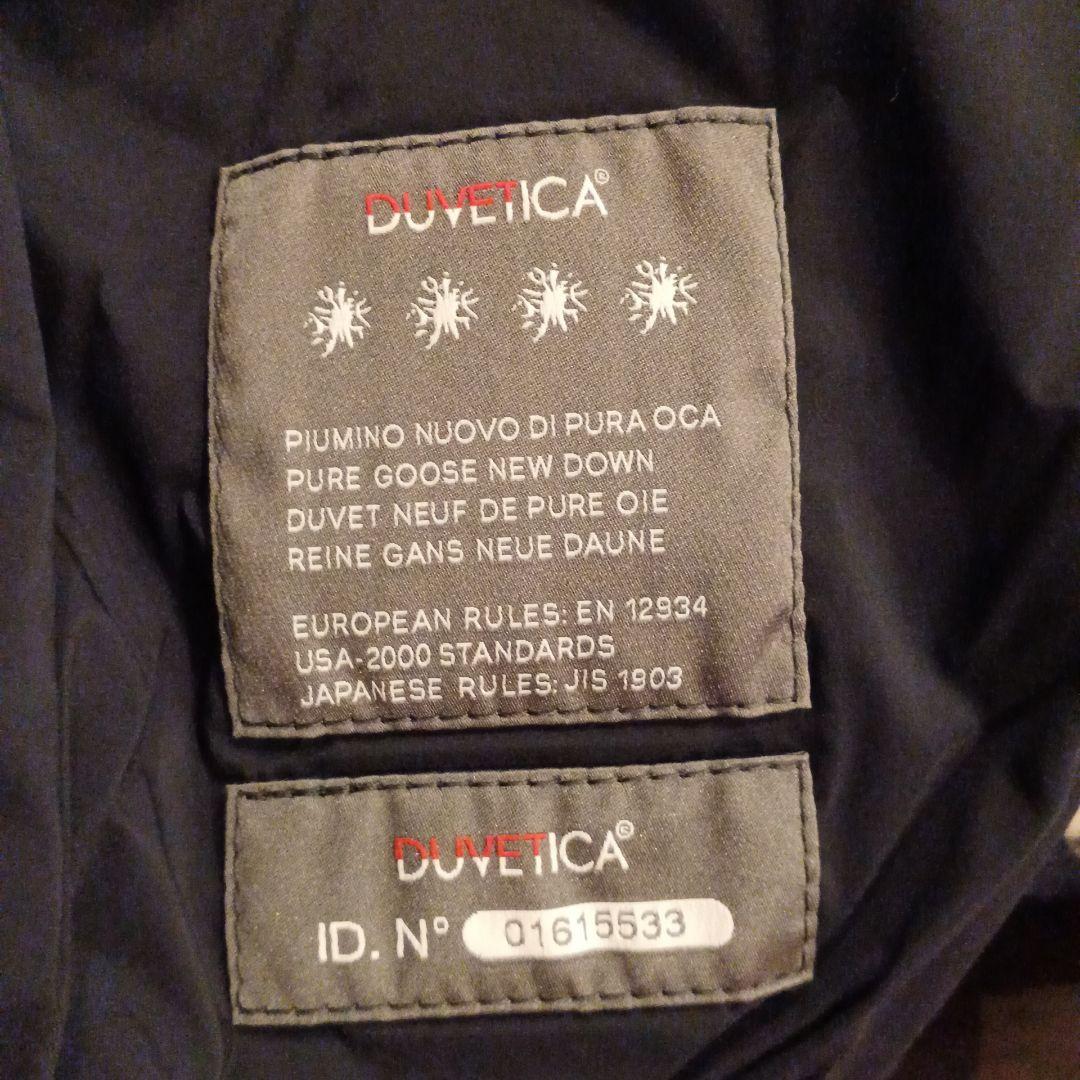 DUVETICA®
PIUMINO NUOVO DI PURA OCA
PURE GOOSE NEW DOWN
DUVET NEUF DE PURE OIE
REINE GANS NEUE DAUNE
EUROPEAN RULES: EN 12934
USA-2000 STANDARDS
JAPANESE RULES: JIS 1903
DUVETICA®
ID. N° 01615533